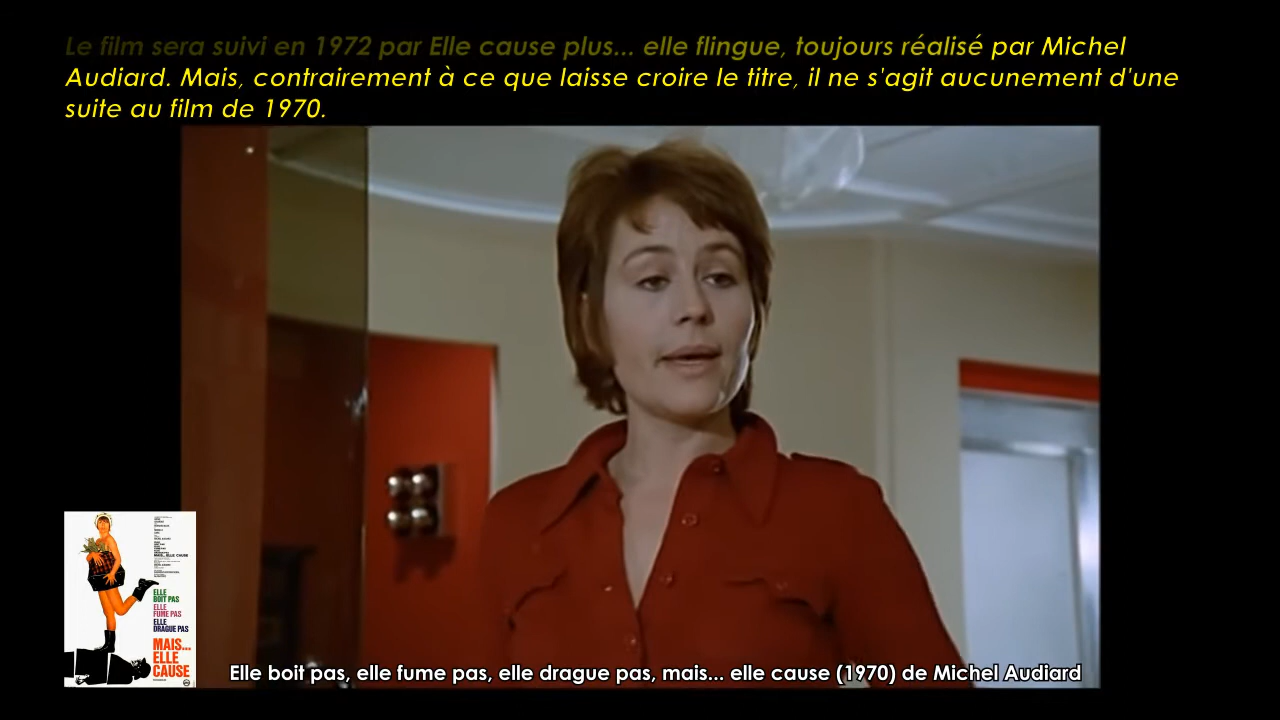 Le film sera suivi en 1972 par Elle cause plus... elle flingue, toujours réalisé par Michel
Audiard. Mais, contrairement à ce que laisse croire le titre, il ne s'agit aucunement d'une
suite au film de 1970.
ELLE
BOIT PAS
ELLE
FUME PAS
ELLE
DRAGUE PAS
MAIS...
ELLE
CAUSE
Elle boit pas, elle fume pas, elle drague pas, mais... elle cause (1970) de Michel Audiard